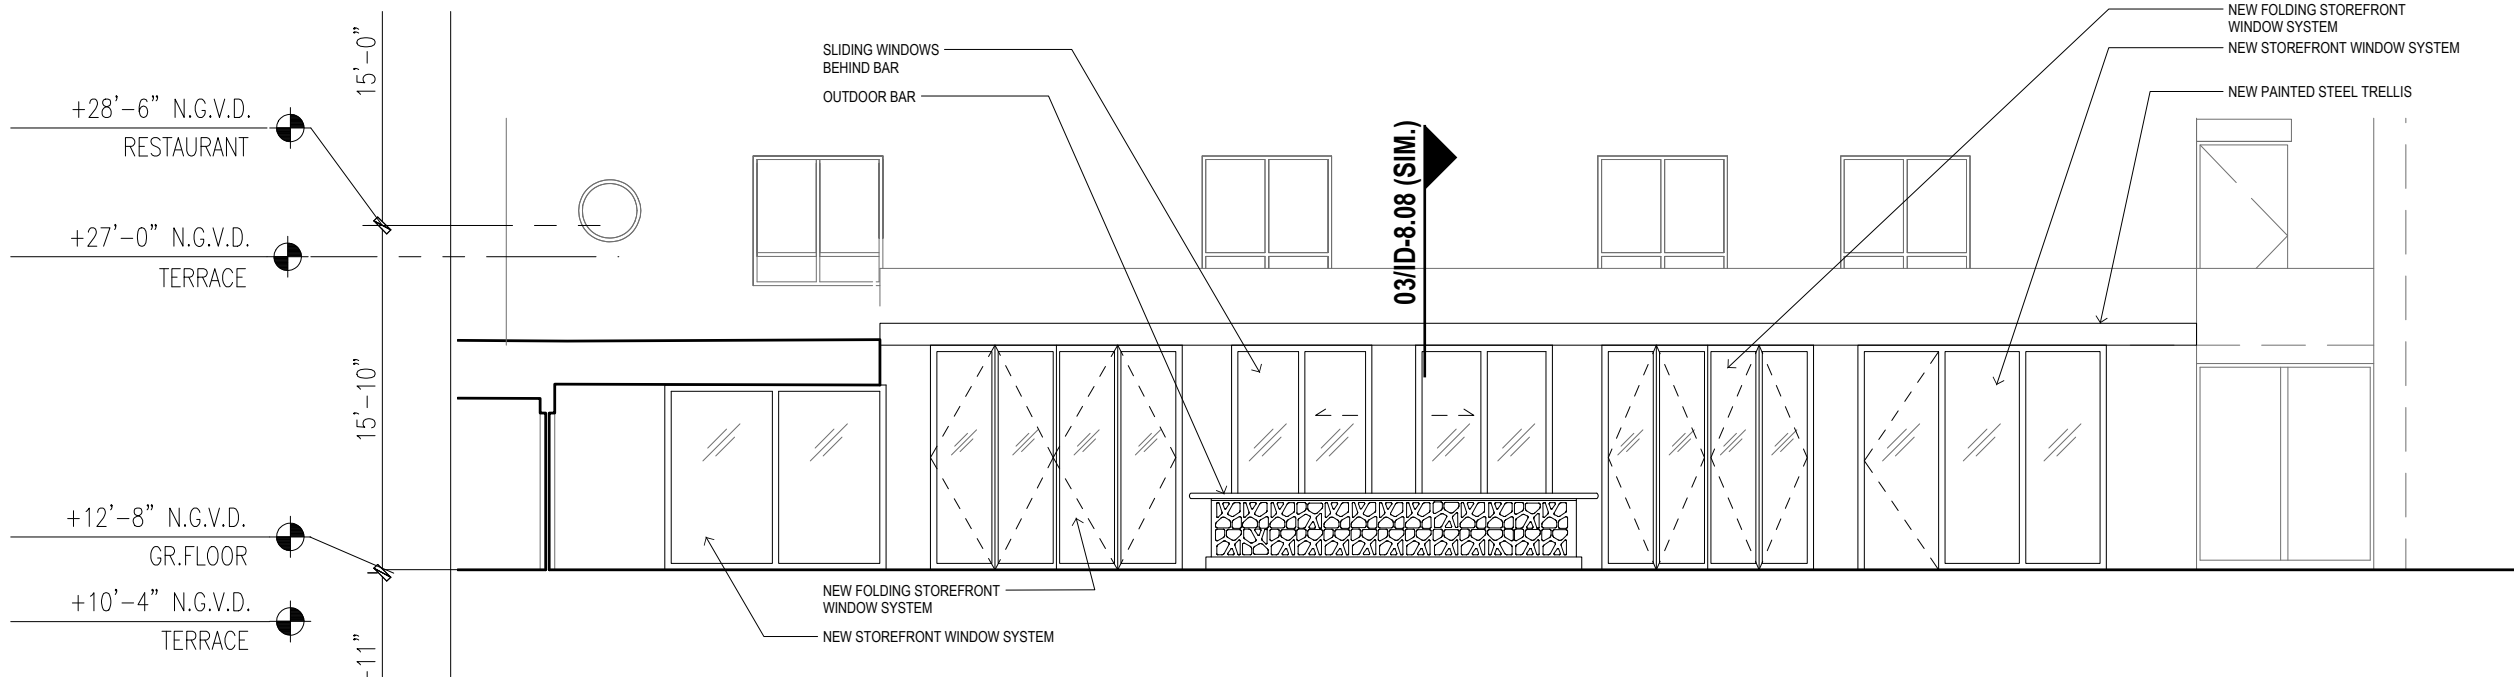 15'-0"
+28'-6" N.G.V.D.
RESTAURANT
+27'-0" N.G.V.D.
TERRACE
15'-10"
+12'-8" N.G.V.D.
GR.FLOOR
+10'-4" N.G.V.D.
TERRACE
-11"
SLIDING WINDOWS
BEHIND BAR
OUTDOOR BAR
03/ID-8.08 (SIM.)
NEW FOLDING STOREFRONT
WINDOW SYSTEM
NEW STOREFRONT WINDOW SYSTEM
NEW PAINTED STEEL TRELLIS
NEW FOLDING STOREFRONT
WINDOW SYSTEM
NEW STOREFRONT WINDOW SYSTEM